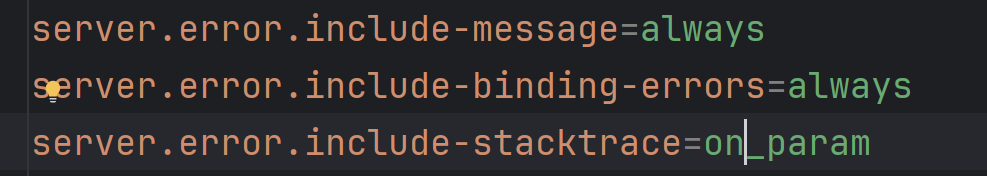 server.error.include-message=always
server.error.include-binding-errors=always
server.error.include-stacktrace=on_param